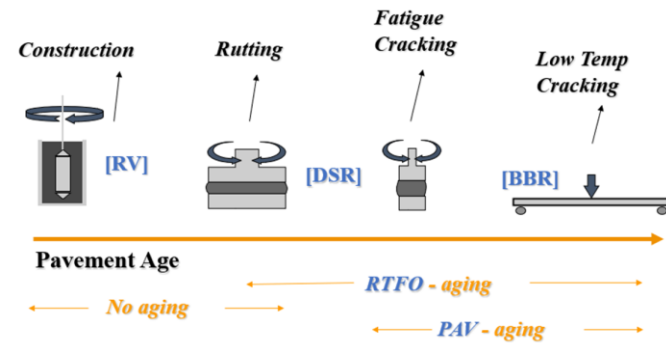 Construction
Rutting
Fatigue
Cracking
Low Temp
Cracking
[RV]
[DSR]
[BBR]
Pavement Age
No aging
RTFO - aging
PAV - aging